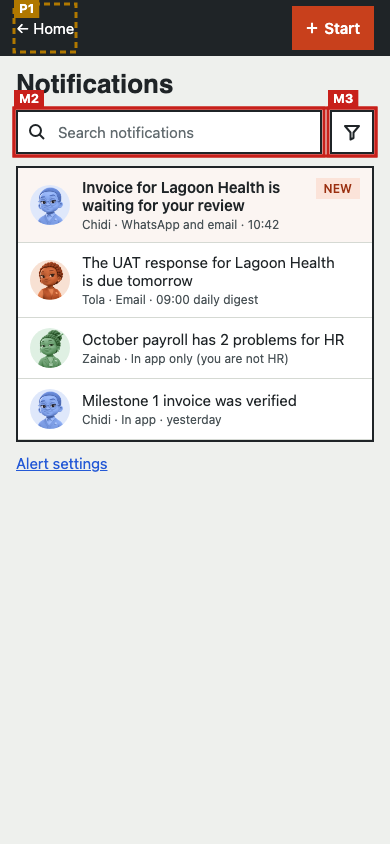 P1
← Home
+ Start
Notifications
M2
M3
Search notifications
Invoice for Lagoon Health is
waiting for your review
NEW
Chidi · WhatsApp and email · 10:42
The UAT response for Lagoon Health
is due tomorrow
Tola · Email · 09:00 daily digest
October payroll has 2 problems for HR
Zainab · In app only (you are not HR)
Milestone 1 invoice was verified
Chidi · In app · yesterday
Alert settings